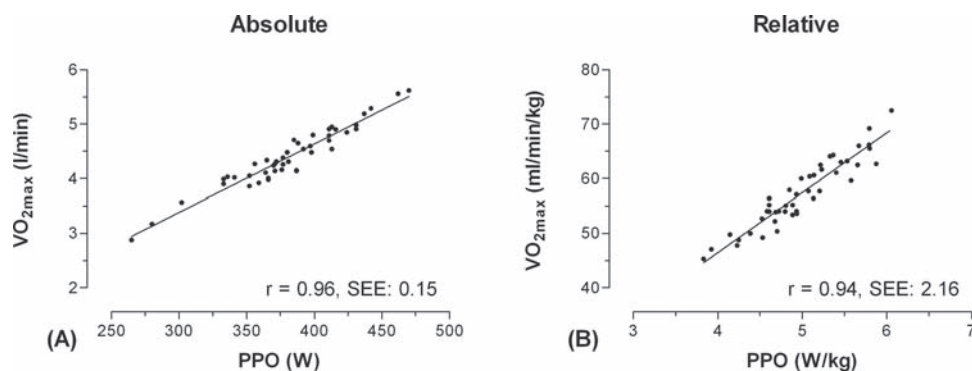 Absolute
Relative
6
5
4
3
2
VO2max (l/min)
r = 0.96, SEE: 0.15
250 300 350 400 450 500
(A)
PPO (W)
80
70
60
50
40
VO2max (ml/min/kg)
r = 0.94, SEE: 2.16
3 4 5 6 7
(B)
PPO (W/kg)